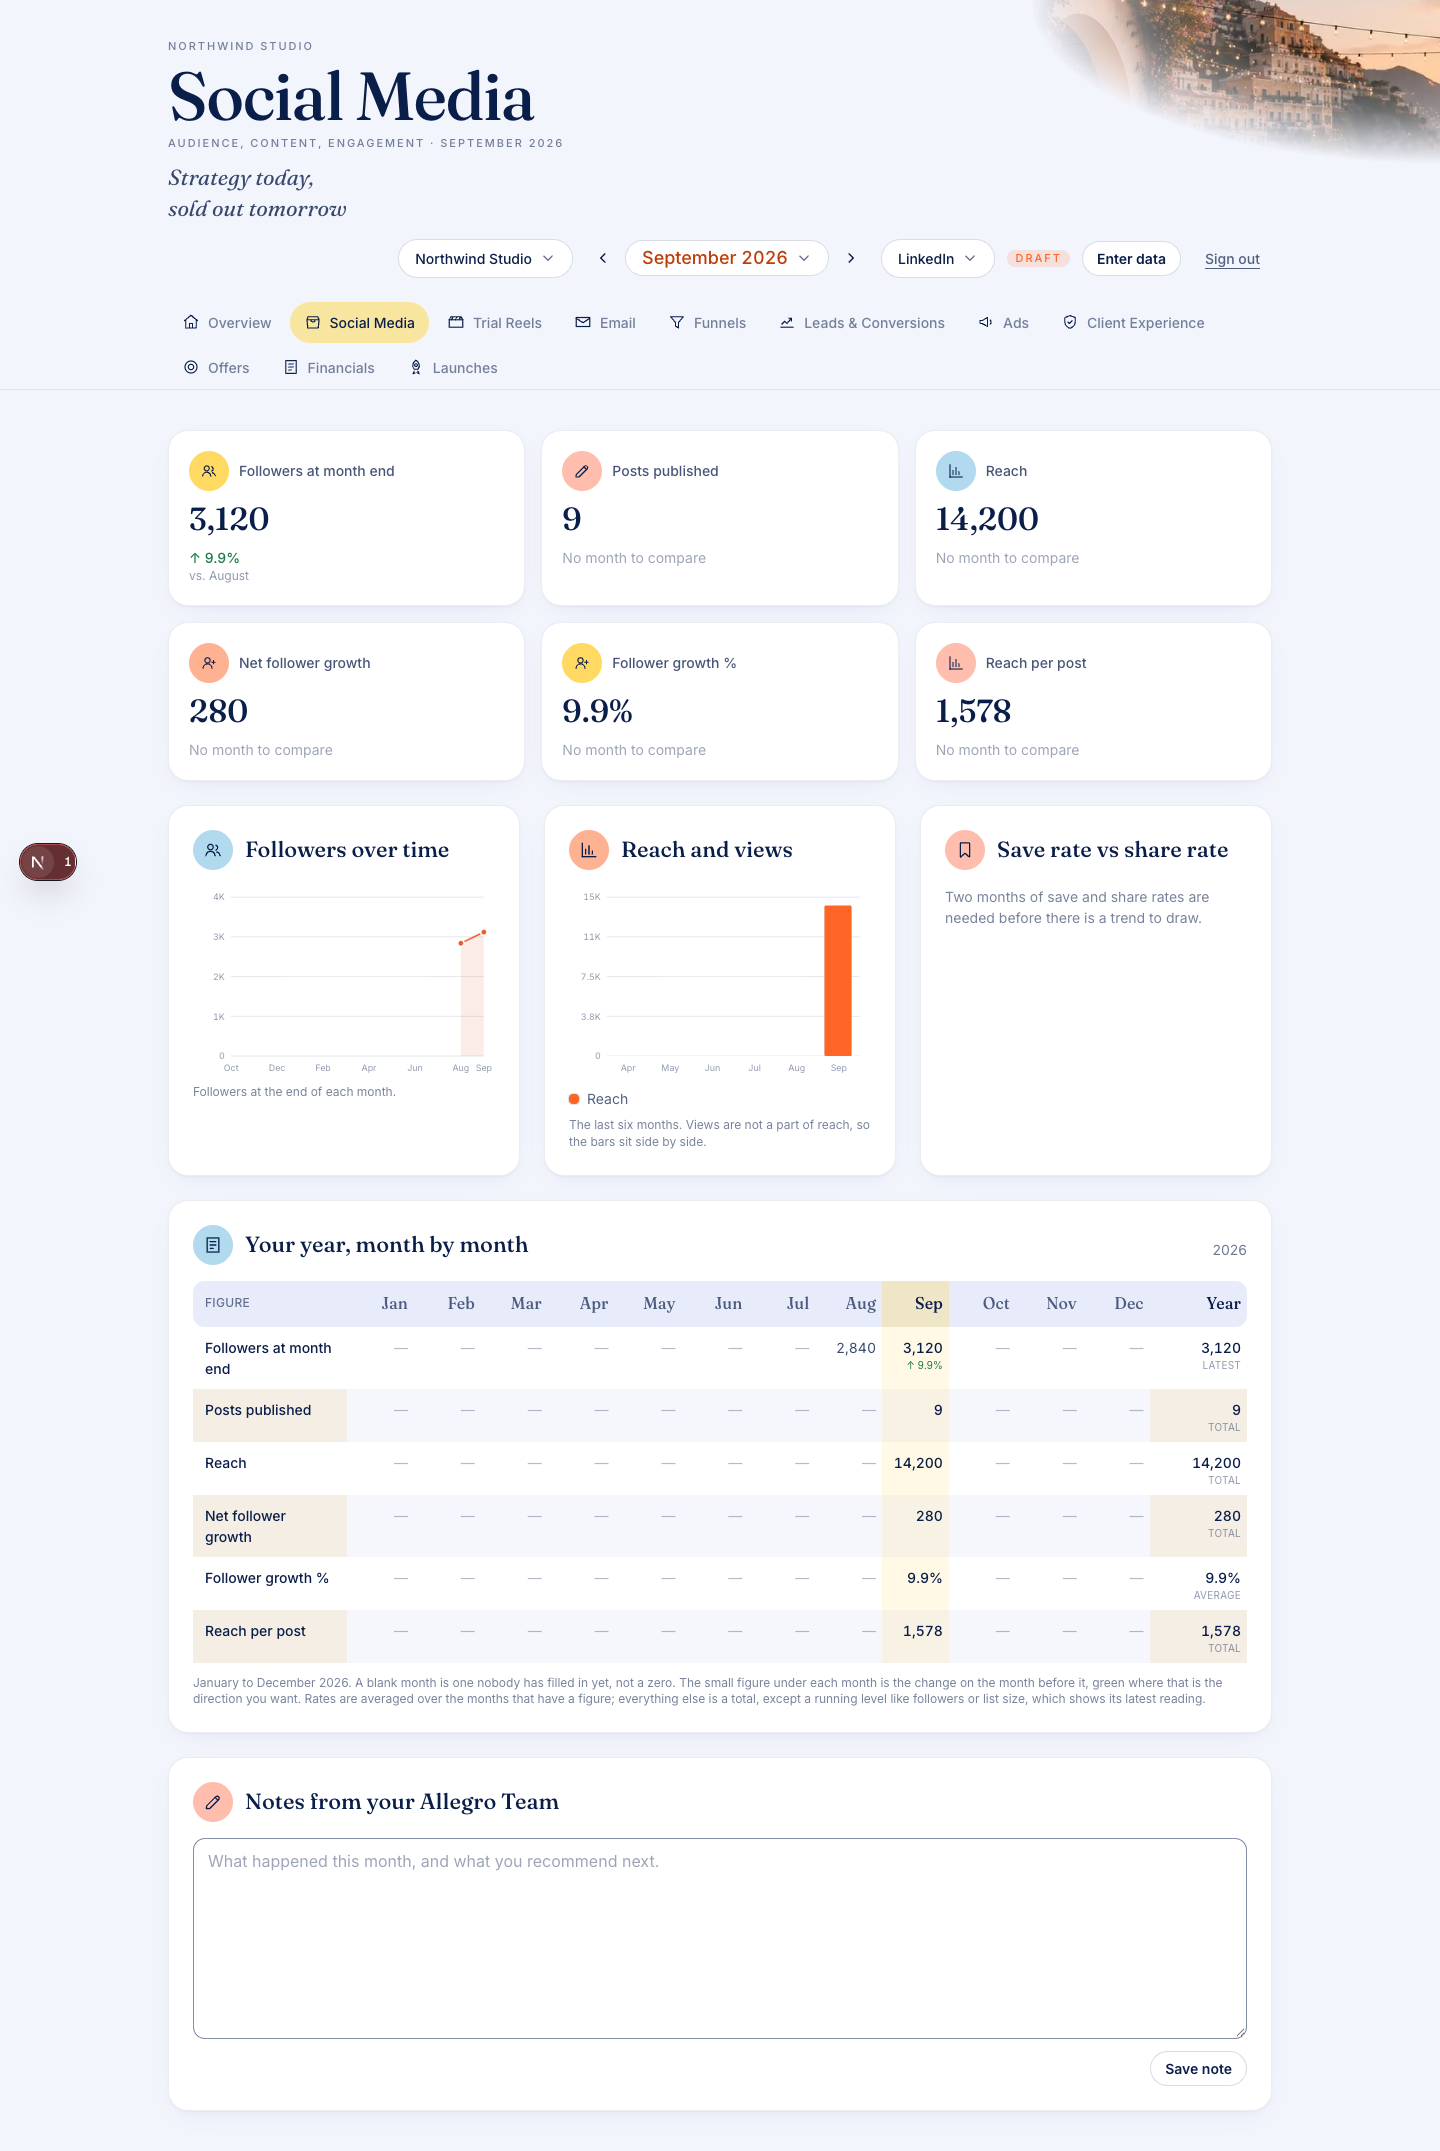 NORTHWIND STUDIO
Social Media
AUDIENCE, CONTENT, ENGAGEMENT · SEPTEMBER 2026
Strategy today,
sold out tomorrow
Northwind Studio
September 2026
LinkedIn
DRAFT
Enter data
Sign out
Overview
Social Media
Trial Reels
Email
Funnels
Leads & Conversions
Ads
Client Experience
Offers
Financials
Launches
Followers at month end
3,120
↑ 9.9%
vs. August
Posts published
9
No month to compare
Reach
14,200
No month to compare
Net follower growth
280
No month to compare
Follower growth %
9.9%
No month to compare
Reach per post
1,578
No month to compare
N 1
Followers over time
4K
3K
2K
1K
0
Oct Dec Feb Apr Jun Aug Sep
Followers at the end of each month.
Reach and views
15K
11K
7.5K
3.8K
0
Apr May Jun Jul Aug Sep
Reach
The last six months. Views are not a part of reach, so
the bars sit side by side.
Save rate vs share rate
Two months of save and share rates are
needed before there is a trend to draw.
Your year, month by month
2026
FIGURE Jan Feb Mar Apr May Jun Jul Aug Sep Oct Nov Dec Year
Followers at month — — — — — — — 2,840 3,120 — — — 3,120
end ↑ 9.9% LATEST
Posts published — — — — — — — — 9 — — — 9
TOTAL
Reach — — — — — — — — 14,200 — — — 14,200
TOTAL
Net follower — — — — — — — — 280 — — — 280
growth TOTAL
Follower growth % — — — — — — — — 9.9% — — — 9.9%
AVERAGE
Reach per post — — — — — — — — 1,578 — — — 1,578
TOTAL
January to December 2026. A blank month is one nobody has filled in yet, not a zero. The small figure under each month is the change on the month before it, green where that is the
direction you want. Rates are averaged over the months that have a figure; everything else is a total, except a running level like followers or list size, which shows its latest reading.
Notes from your Allegro Team
What happened this month, and what you recommend next.
Save note